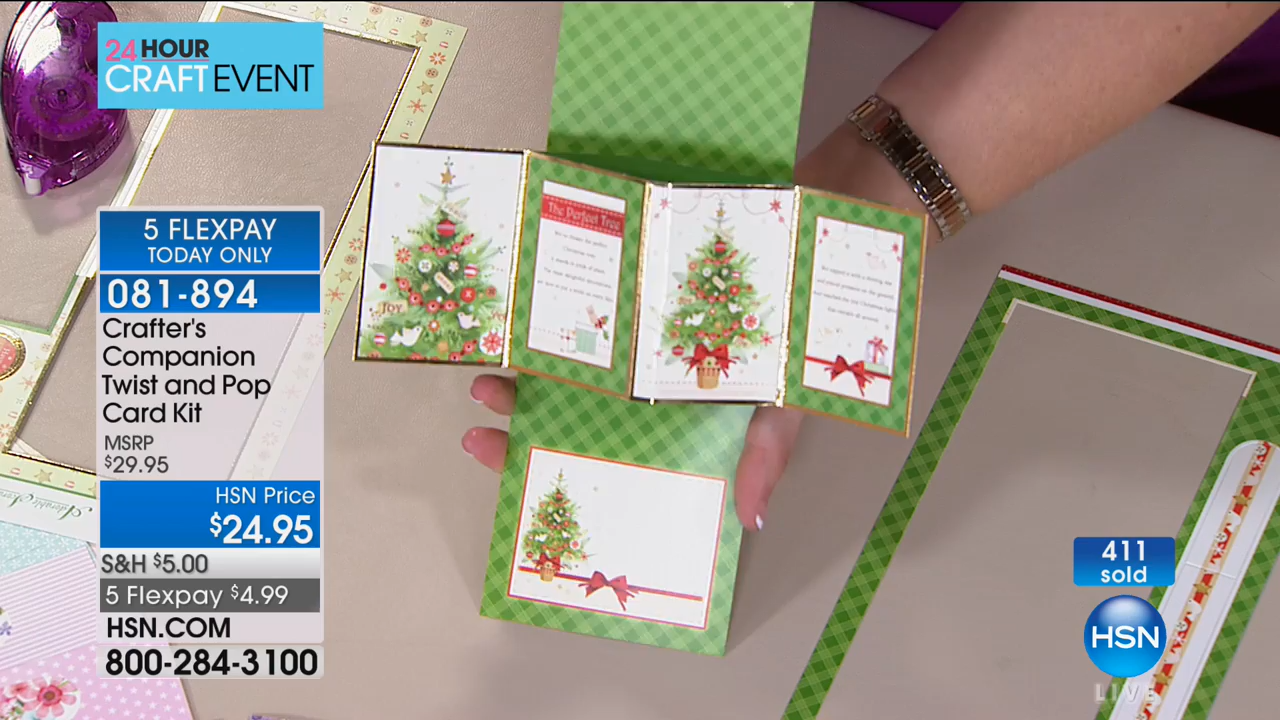 24 HOUR
CRAFT EVENT
5 FLEXPAY
TODAY ONLY
081-894
Crafter's
Companion
Twist and Pop
Card Kit
MSRP
$29.95
HSN Price
$24.95
S&H $5.00
5 Flexpay $4.99
HSN.COM
800-284-3100
The Perfect Tree
JOY
411
sold
HSN
LIVE